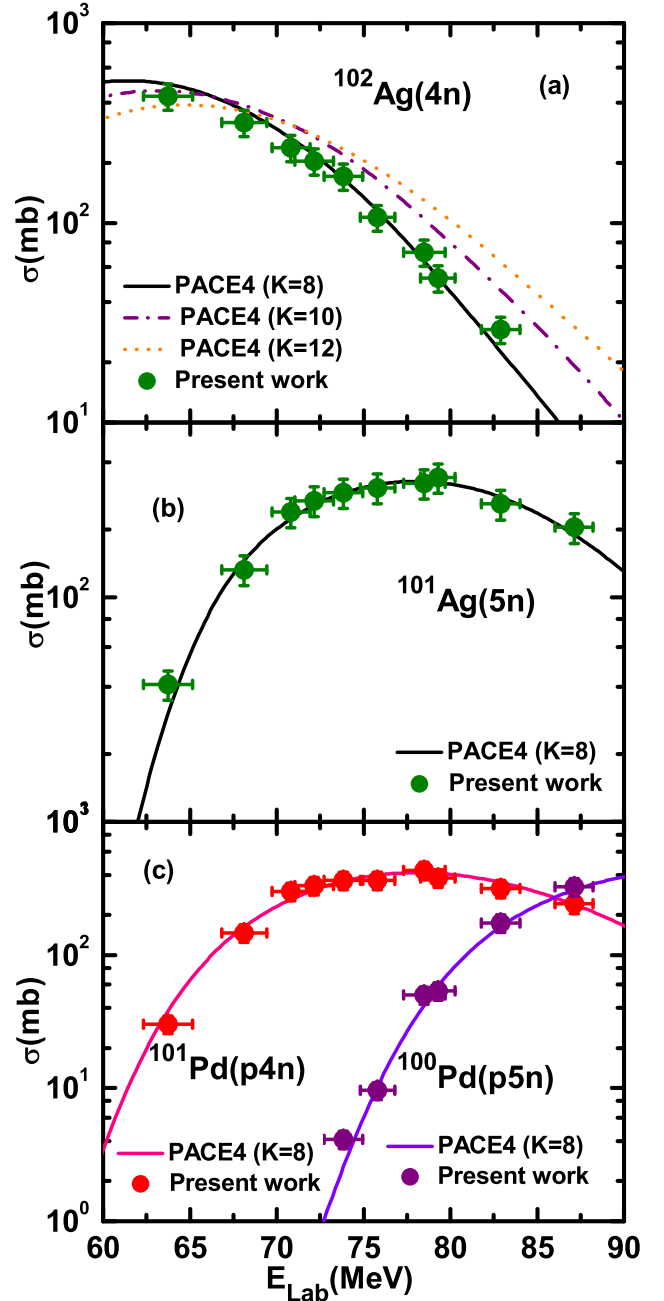 10³
¹⁰²Ag(4n)
(a)
σ(mb)
10²
PACE4 (K=8)
PACE4 (K=10)
PACE4 (K=12)
Present work
10¹
(b)
¹⁰¹Ag(5n)
σ(mb)
10²
PACE4 (K=8)
Present work
10³
(c)
σ(mb)
10²
¹⁰¹Pd(p4n)
¹⁰⁰Pd(p5n)
10¹
PACE4 (K=8)
Present work
PACE4 (K=8)
Present work
10⁰
60 65 70 75 80 85 90
E_Lab(MeV)